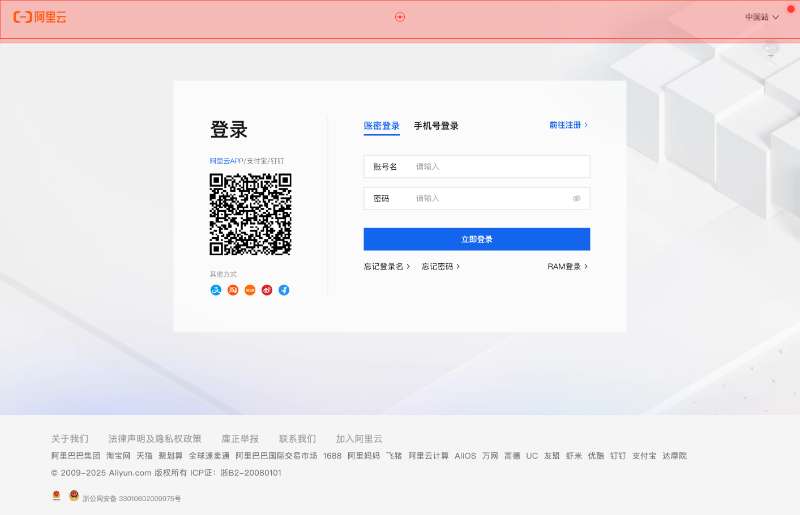 阿里云
中国站
登录
账密登录
手机号登录
前往注册
阿里云APP/支付宝/钉钉
账号名
请输入
密码
请输入
立即登录
忘记登录名
忘记密码
RAM登录
其他方式
关于我们 法律声明及隐私权政策 廉正举报 联系我们 加入阿里云
阿里巴巴集团 淘宝网 天猫 聚划算 全球速卖通 阿里巴巴国际交易市场 1688 阿里妈妈 飞猪 阿里云计算 AliOS 万网 高德 UC 友盟 虾米 优酷 钉钉 支付宝 达摩院
© 2009-2025 Aliyun.com 版权所有 ICP证：浙B2-20080101
浙公网安备 33010602009975号